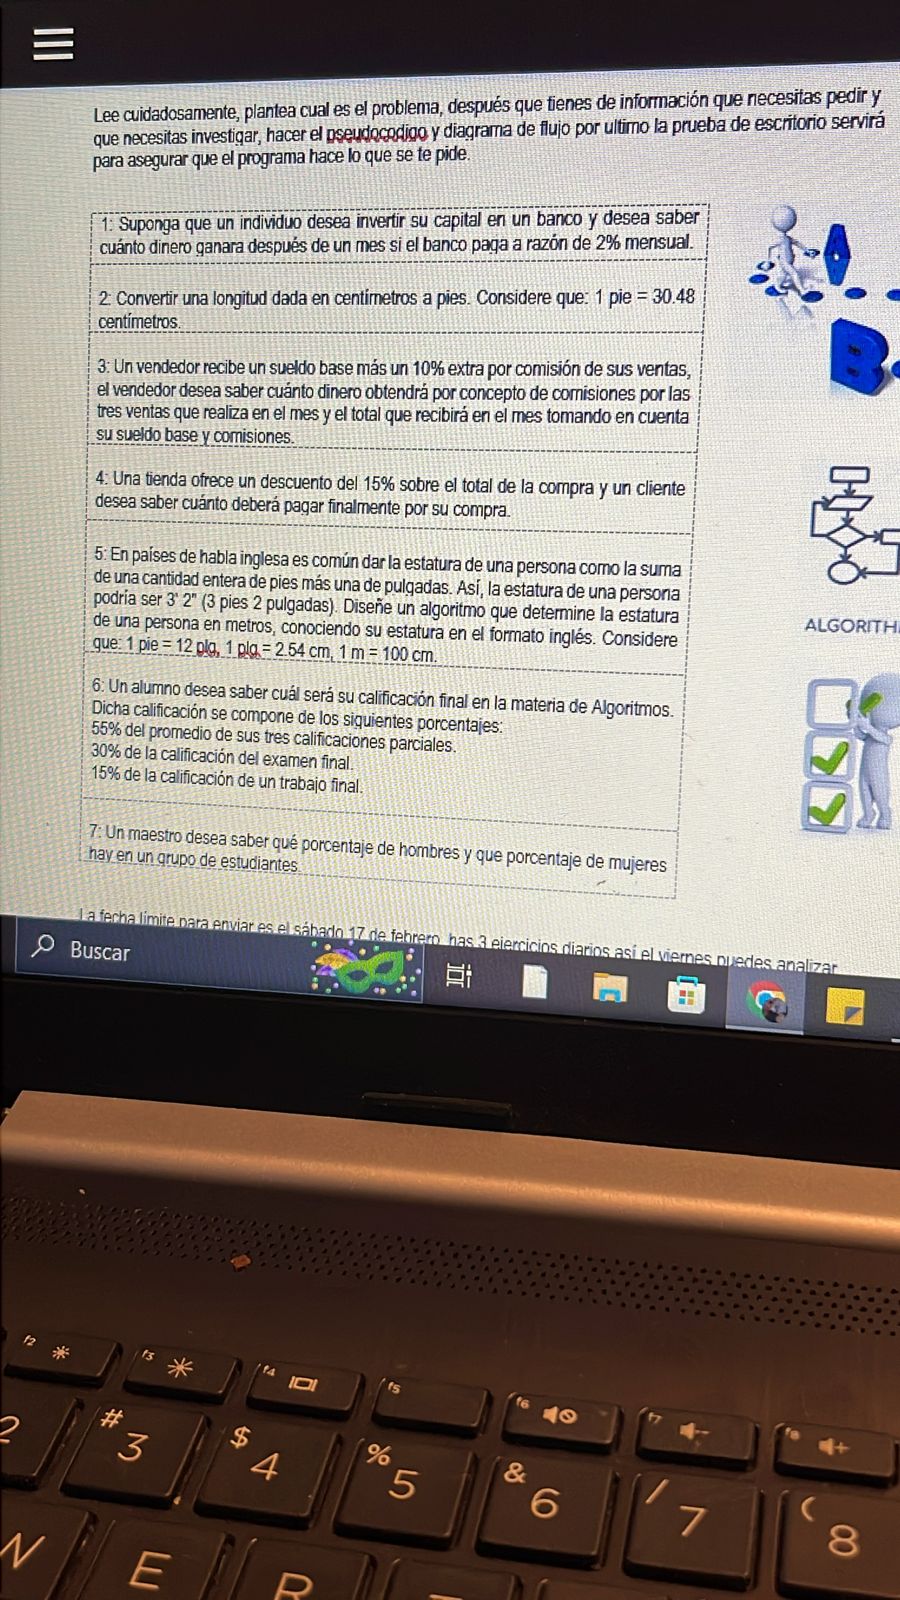 Lee cuidadosamente, plantea cual es el problema, después que tienes de información que necesitas pedir y
que necesitas investigar, hacer el pseudocodigo y diagrama de flujo por ultimo la prueba de escritorio servirá
para asegurar que el programa hace lo que se te pide.
1: Suponga que un individuo desea invertir su capital en un banco y desea saber
cuánto dinero ganara después de un mes si el banco paga a razón de 2% mensual.
2: Convertir una longitud dada en centímetros a pies. Considere que: 1 pie = 30.48
centímetros.
3: Un vendedor recibe un sueldo base más un 10% extra por comisión de sus ventas,
el vendedor desea saber cuánto dinero obtendrá por concepto de comisiones por las
tres ventas que realiza en el mes y el total que recibirá en el mes tomando en cuenta
su sueldo base y comisiones.
4: Una tienda ofrece un descuento del 15% sobre el total de la compra y un cliente
desea saber cuánto deberá pagar finalmente por su compra.
5: En países de habla inglesa es común dar la estatura de una persona como la suma
de una cantidad entera de pies más una de pulgadas. Así, la estatura de una persona
podría ser 3' 2" (3 pies 2 pulgadas). Diseñe un algoritmo que determine la estatura
de una persona en metros, conociendo su estatura en el formato inglés. Considere
que: 1 pie = 12 plg, 1 plg = 2.54 cm, 1 m = 100 cm.
6: Un alumno desea saber cuál será su calificación final en la materia de Algoritmos.
Dicha calificación se compone de los siguientes porcentajes:
55% del promedio de sus tres calificaciones parciales.
30% de la calificación del examen final.
15% de la calificación de un trabajo final.
7: Un maestro desea saber qué porcentaje de hombres y que porcentaje de mujeres
hay en un grupo de estudiantes.
La fecha límite para enviar es el sábado 17 de febrero, has 3 ejercicios diarios así el viernes puedes analizar
A
B
ALGORITH
Buscar
f2
f3
f4
f5
f6
f7
f8
2
# 3
$ 4
% 5
& 6
/ 7
( 8
E
R